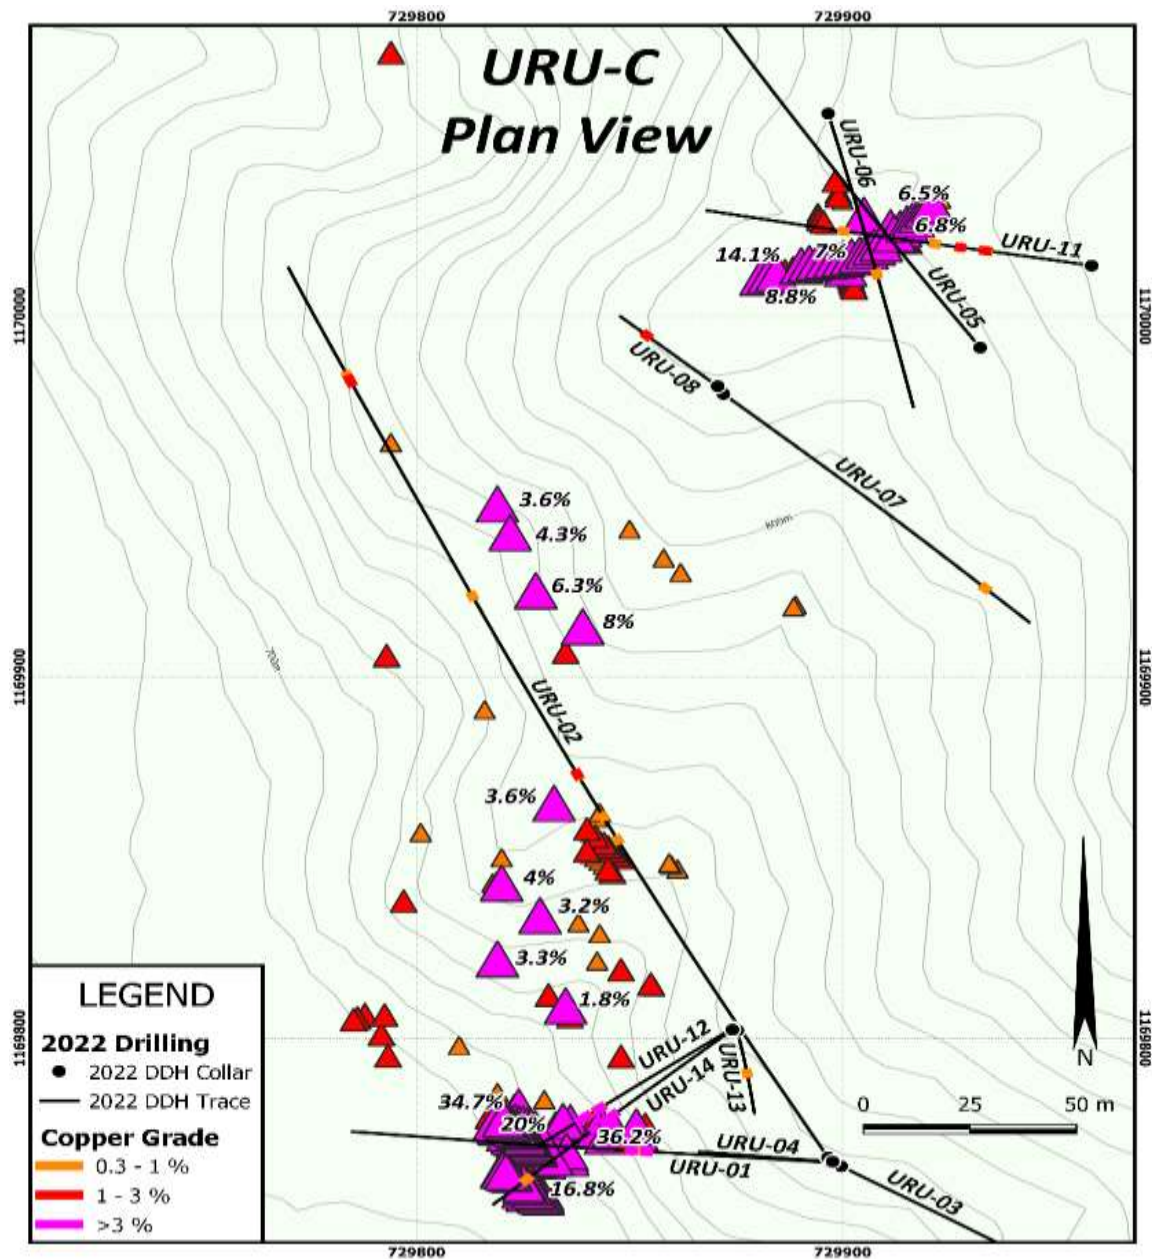 729800
729900
URU-C
Plan View
URU-06
6.5%
6.8%
URU-11
14.1%
7%
8.8%
URU-05
1170000
1170000
URU-08
URU-07
600m
3.6%
4.3%
6.3%
8%
700m
1169900
1169900
URU-02
3.6%
4%
3.2%
3.3%
1.8%
1169800
URU-12
URU-14
URU-13
N
34.7%
20%
36.2%
URU-04
URU-01
16.8%
URU-03
0
25
50 m
LEGEND
2022 Drilling
2022 DDH Collar
2022 DDH Trace
Copper Grade
0.3 - 1 %
1 - 3 %
>3 %
729800
729900